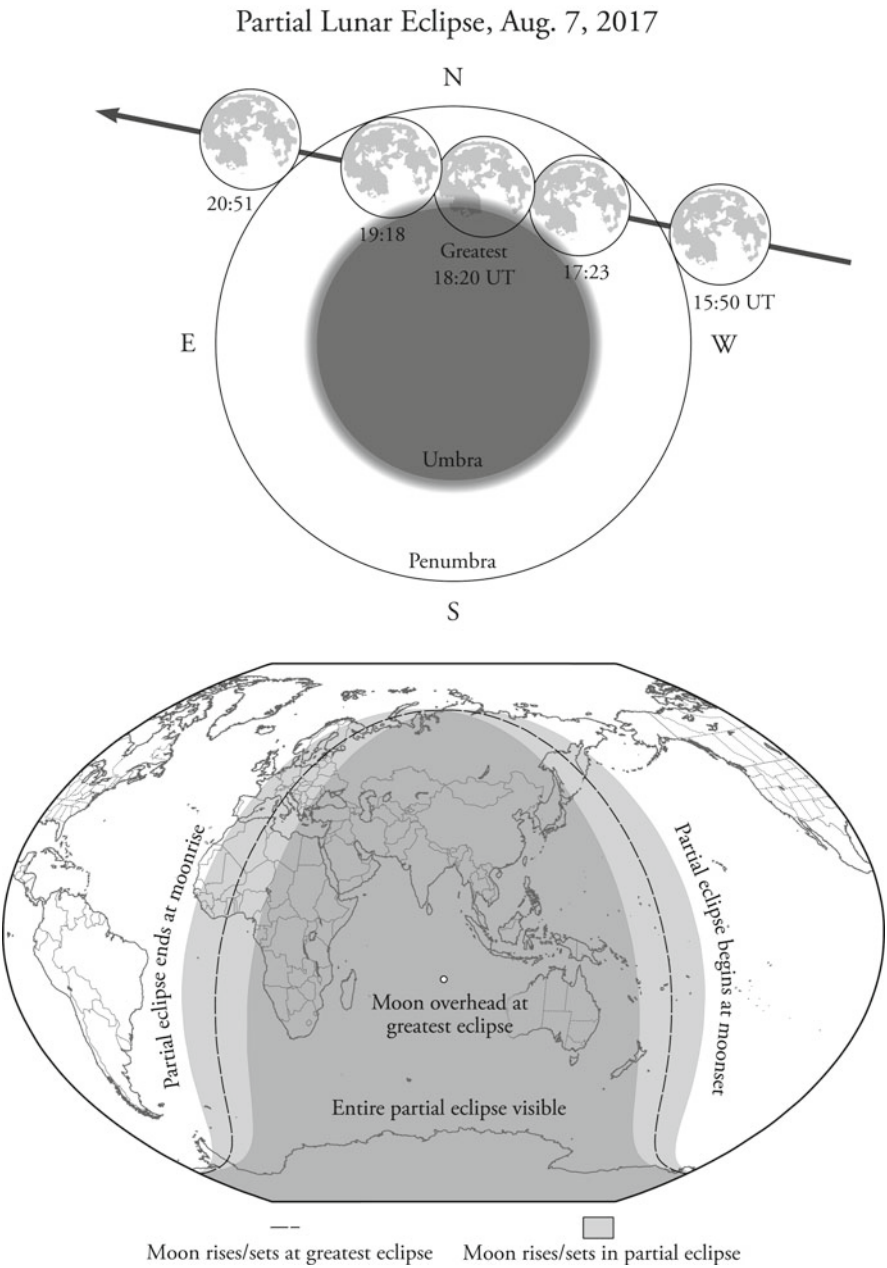 Partial Lunar Eclipse, Aug. 7, 2017
N
20:51
19:18
Greatest
18:20 UT
17:23
15:50 UT
E
W
Umbra
Penumbra
S
Partial eclipse ends at moonrise
Partial eclipse begins at moonset
Moon overhead at
greatest eclipse
Entire partial eclipse visible
Moon rises/sets at greatest eclipse
Moon rises/sets in partial eclipse